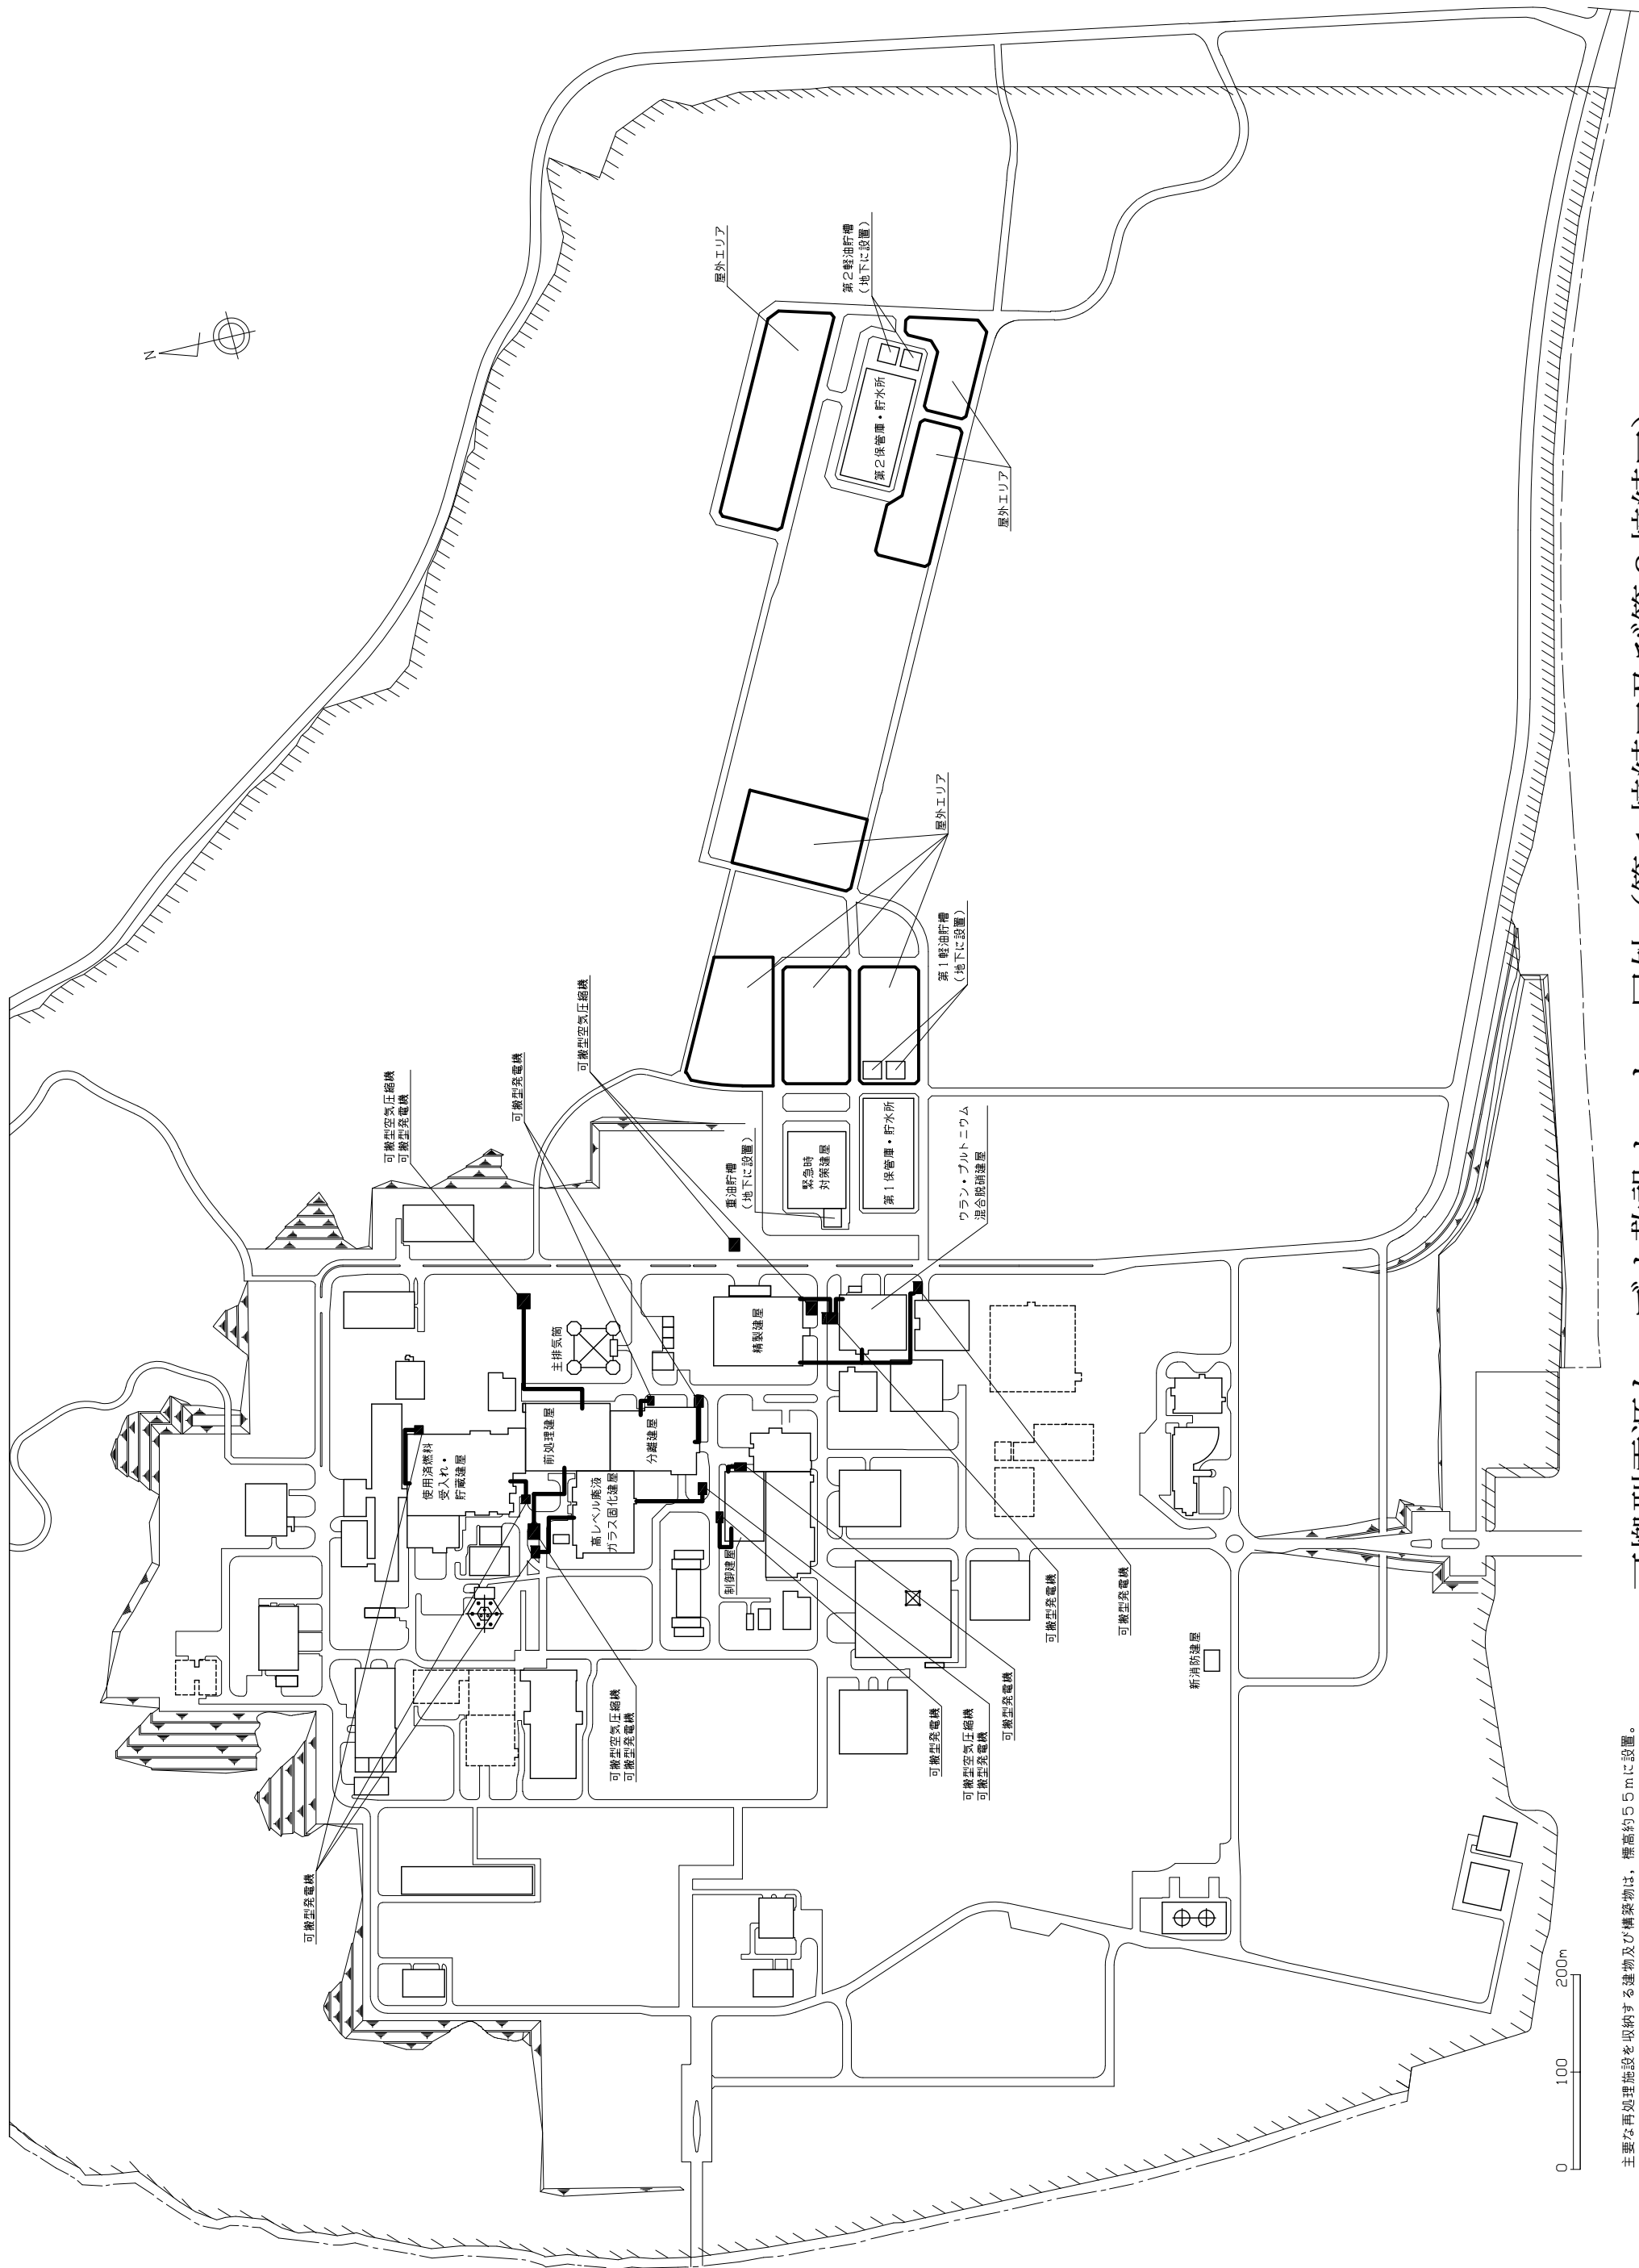 N
屋外エリア
第2軽油貯槽
(地下に設置)
第2保管庫・貯水所
屋外エリア
屋外エリア
第1軽油貯槽
(地下に設置)
可搬型空気圧縮機
可搬型空気圧縮機
可搬型発電機
可搬型発電機
重油貯槽
(地下に設置)
緊急時
対策建屋
第1保管庫・貯水所
ウラン・プルトニウム
混合脱硝建屋
主排気筒
精製建屋
使用済燃料
受入れ・
貯蔵建屋
前処理建屋
分離建屋
高レベル廃液
ガラス固化建屋
制御建屋
可搬型発電機
可搬型発電機
新消防建屋
可搬型空気圧縮機
可搬型発電機
可搬型発電機
可搬型空気圧縮機
可搬型発電機
可搬型発電機
可搬型発電機
0
100
200m
主要な再処理施設を収納する建物及び構築物は,標高約55mに設置。